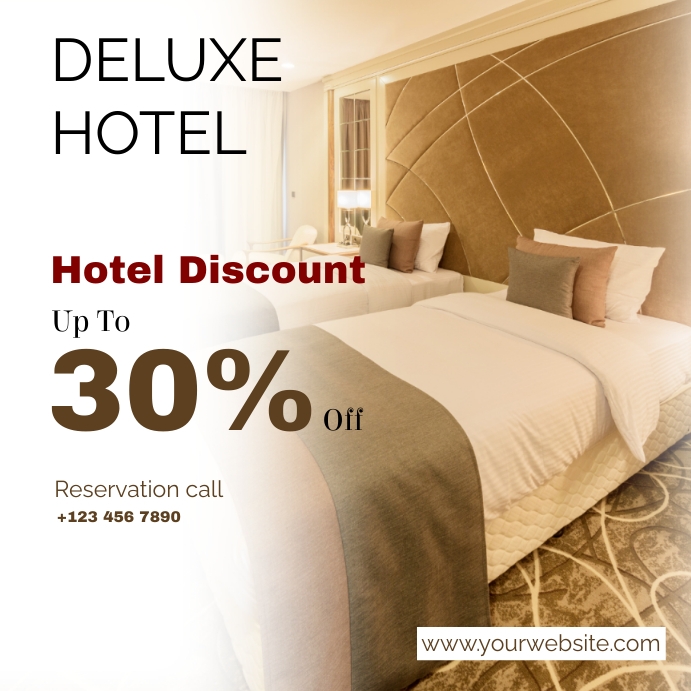 DELUXE
HOTEL
Hotel Discount
Up To
30% Off
Reservation call
+123 456 7890
www.yourwebsite.com